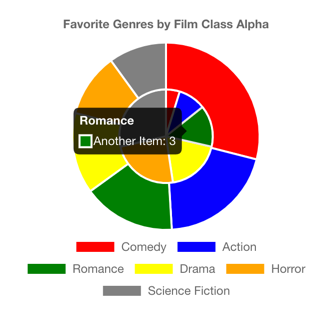 Favorite Genres by Film Class Alpha
Romance
Another Item: 3
Comedy Action
Romance Drama Horror
Science Fiction